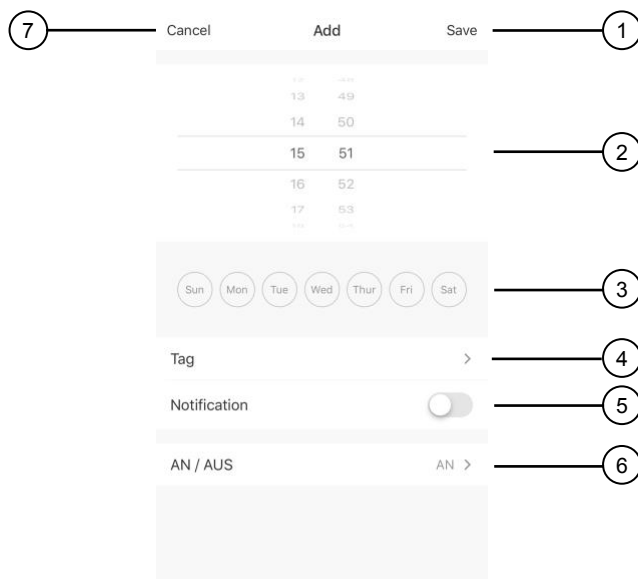 7 Cancel Add Save 1
13 49
14 50
15 51 2
16 52
17 53
Sun Mon Tue Wed Thur Fri Sat 3
Tag > 4
Notification 5
AN / AUS AN > 6